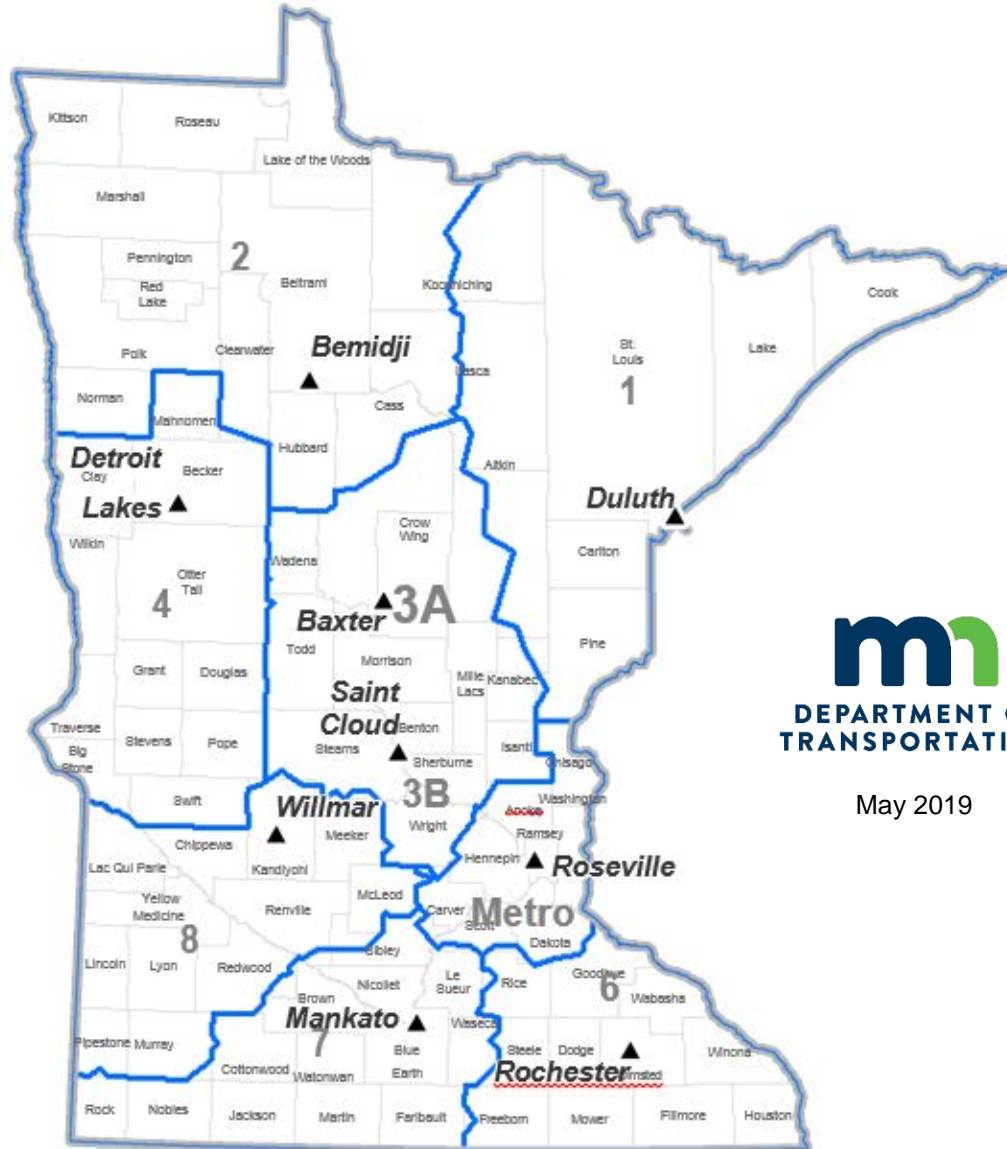 Kittson
Roseau
Lake of the Woods
Marshall
Pennington
2
Red
Lake
Beltrami
Koochiching
Cook
Polk
Clearwater
Bemidji
St.
Louis
Lake
1
Itasca
Norman
Mahnomen
Cass
Hubbard
Detroit
Clay
Becker
Lakes
Aitkin
Duluth
Crow
Wing
Wilkin
Wadena
Carlton
Otter
Tail
4
3A
Baxter
Todd
Pine
Grant
Douglas
Morrison
Mille
Lacs
Kanabec
Saint
Cloud
Benton
mn
DEPARTMENT O
TRANSPORTATI
Traverse
Big
Stone
Stevens
Pope
Stearns
Sherburne
Isanti
Chisago
Swift
Willmar
3B
Anoka
Washington
May 2019
Chippewa
Meeker
Wright
Ramsey
Lac Qui Parle
Kandiyohi
Hennepin
Roseville
Yellow
Medicine
Renville
McLeod
Carver
Metro
Scott
8
Dakota
Lincoln
Lyon
Redwood
Sibley
Nicollet
Le
Sueur
Rice
Goodhue
6
Wabasha
Brown
Mankato
Waseca
Pipestone
Murray
7
Blue
Earth
Steele
Dodge
Winona
Cottonwood
Watonwan
Rochester
Olmsted
Rock
Nobles
Jackson
Martin
Faribault
Freeborn
Mower
Fillmore
Houston